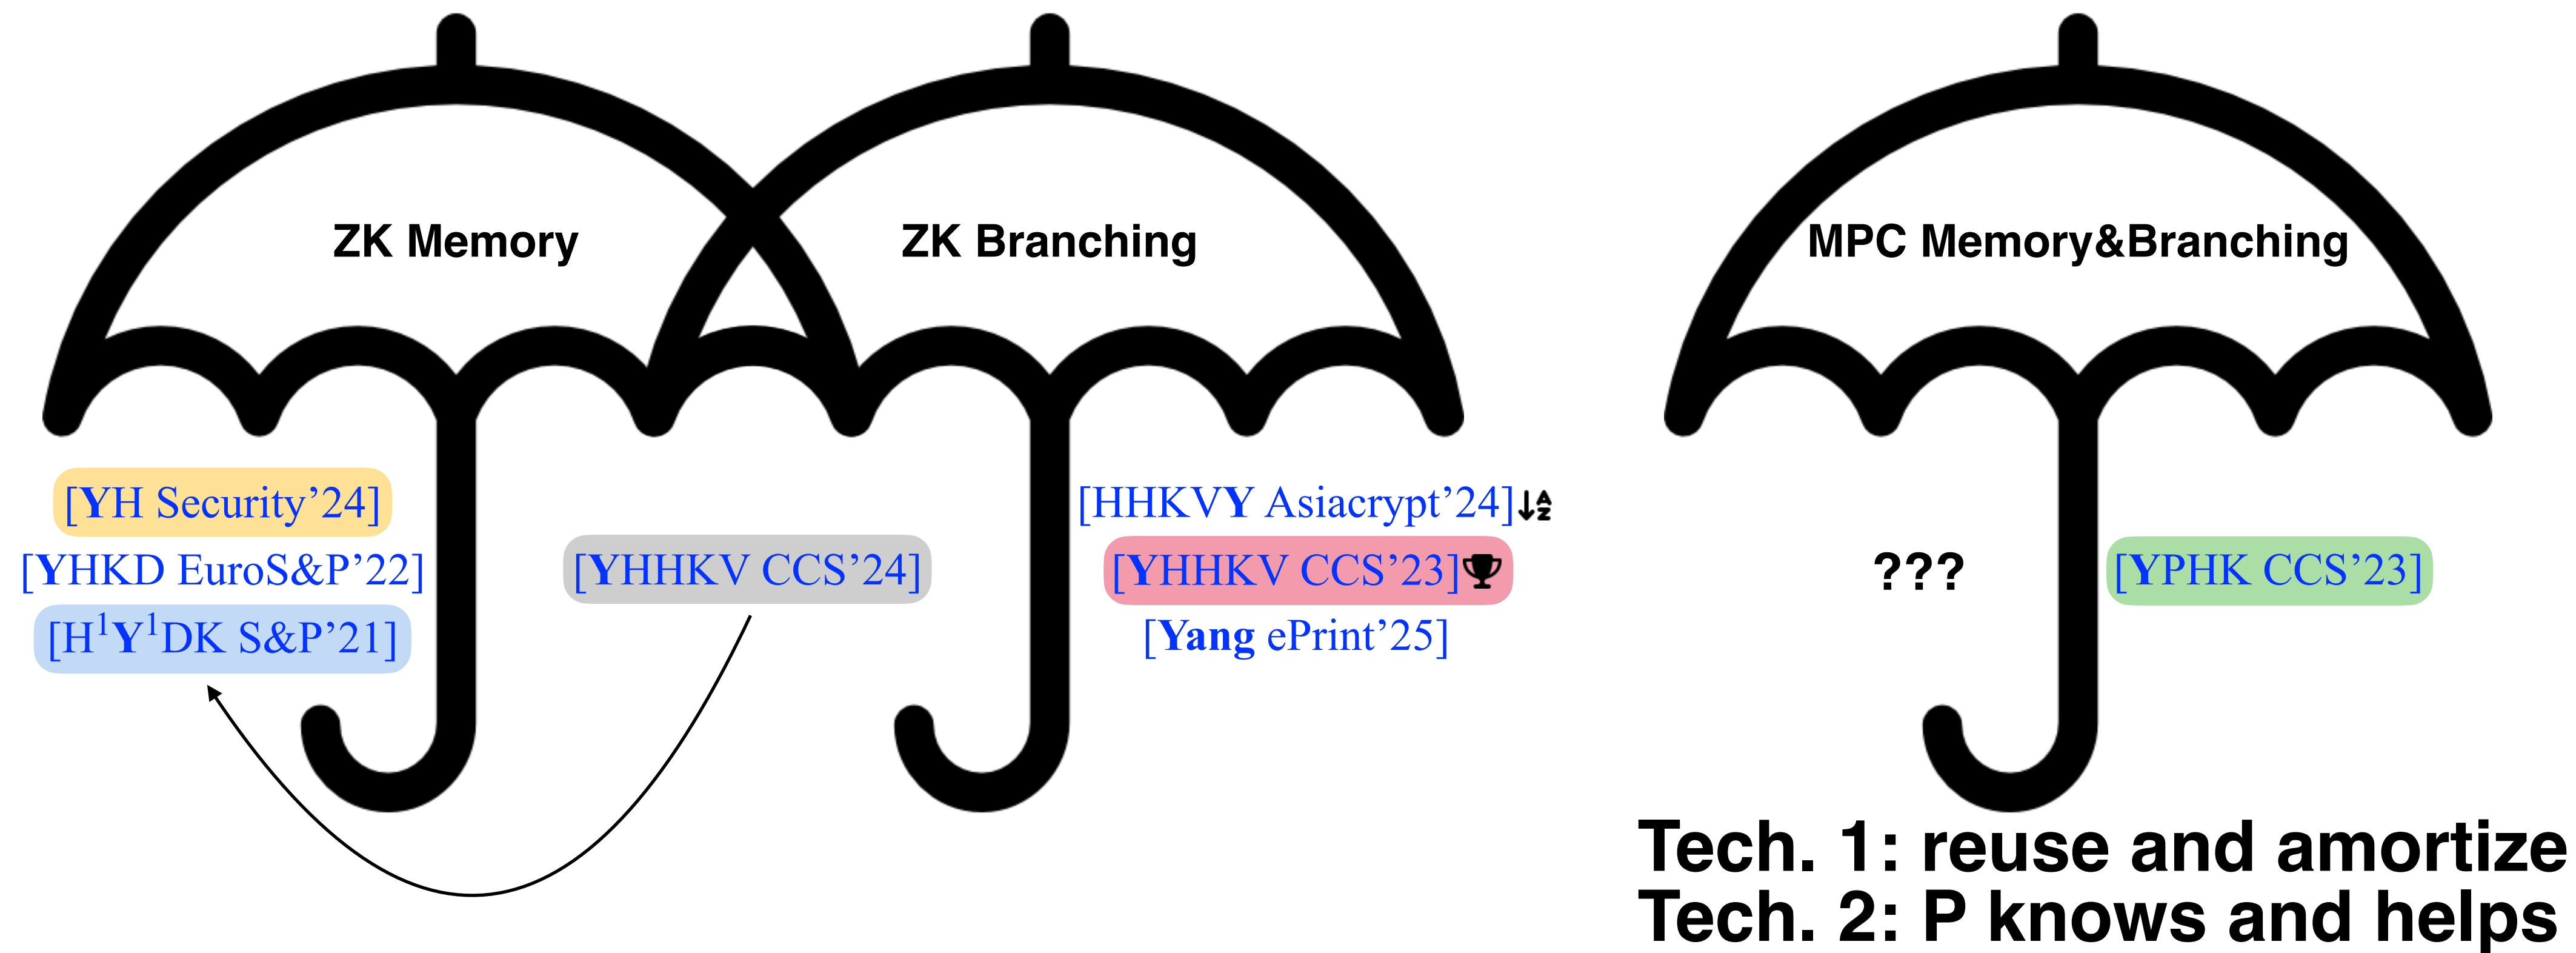 ZK Memory
ZK Branching
MPC Memory&Branching
[YH Security’24]
[YHKD EuroS&P’22]
[H¹Y¹DK S&P’21]
[YHHKV CCS’24]
[HHKVY Asiacrypt’24]
A
Z
[YHHKV CCS’23]
[Yang ePrint’25]
???
[YPHK CCS’23]
Tech. 1: reuse and amortize
Tech. 2: P knows and helps